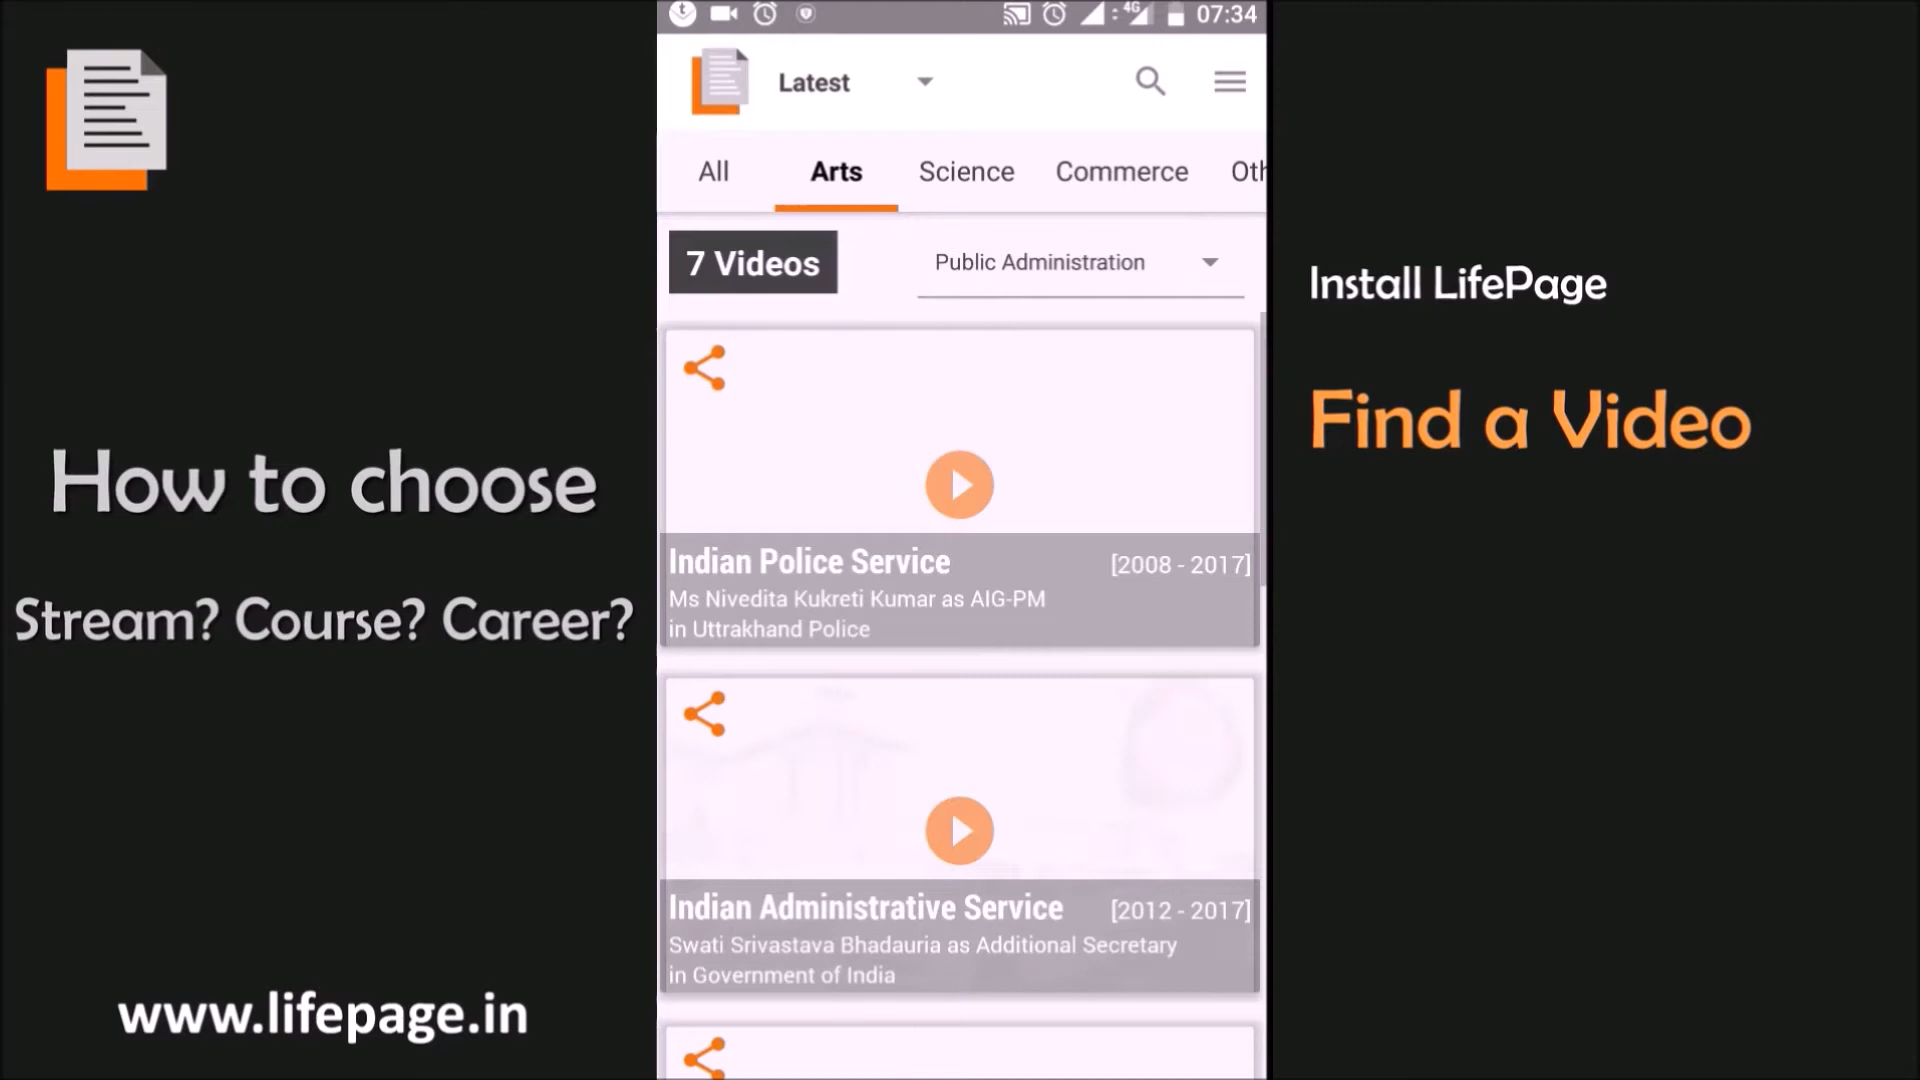 07:34
4G
Latest
All Arts Science Commerce Oth
7 Videos
Public Administration
Indian Police Service [2008 - 2017]
Ms Nivedita Kukreti Kumar as AIG-PM
in Uttrakhand Police
Indian Administrative Service [2012 - 2017]
Swati Srivastava Bhadauria as Additional Secretary
in Government of India
How to choose
Stream? Course? Career?
www.lifepage.in
Install LifePage
Find a Video